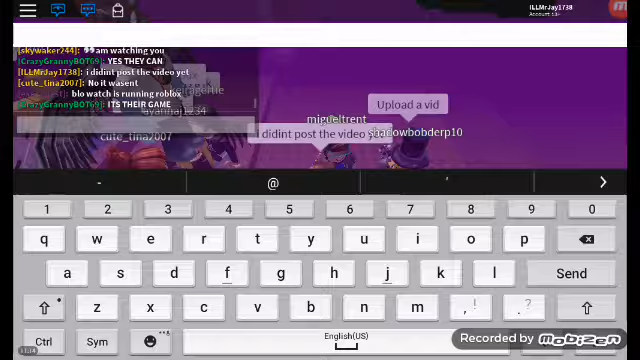 ILLMrJay1738
Account: 13+
[skywaker244]: 👀am watching you
[CrazyGrannyBOT69]: YES THEY CAN
[ILLMrJay1738]: i didint post the video yet
[cute_tina2007]: No it wasent
blo watch is running roblox
[CrazyGrannyBOT69]: ITS THEIR GAME
ayannaj1234
cute_tina2007
migueltrent
i didint post the video
Upload a vid
shadowbobderp10
- @ ' >
1 2 3 4 5 6 7 8 9 0
q w e r t y u i o p
a s d f g h j k l Send
z x c v b n m , ! . ?
Ctrl Sym English(US)
Recorded by mobizen